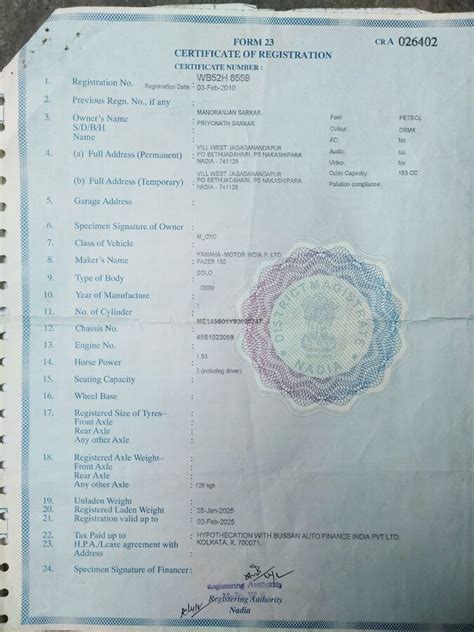 FORM 23
CR A 026402
CERTIFICATE OF REGISTRATION
CERTIFICATE NUMBER :
1. Registration No. WB52H 8559
Registration Date: 03-Feb-2010
2. Previous Regn. No., if any
3. Owner's Name MANORANJAN SARKAR Fuel: PETROL
S/D/B/H PRIYONATH SARKAR Colour: DRMK
Name AC: No
4. (a) Full Address (Permanent) VILL WEST JAGADANANDAPUR Audio: No
PO BETHUADAHARI, PS NAKASHIPARA Video: No
NADIA - 741126 Cubic Capacity: 153 CC
(b) Full Address (Temporary) VILL WEST JAGADANANDAPUR Pollution compliance:
PO BETHUADAHARI, PS NAKASHIPARA
NADIA - 741126
5. Garage Address
6. Specimen Signature of Owner
7. Class of Vehicle M_CYC
8. Maker's Name YAMAHA -MOTOR INDIA P. LTD.
FAZER 150
9. Type of Body SOLO
10. Year of Manufacture /2009
11. No. of Cylinder 1
12. Chassis No.
13. Engine No.
14. Horse Power 1.53
15. Seating Capacity 2 (including driver)
16. Wheel Base
17. Registered Size of Tyres–
Front Axle
Rear Axle
Any other Axle
18. Registered Axle Weight–
Front Axle
Rear Axle
Any other Axle 136 kgs
19. Unladen Weight
20. Registered Laden Weight
21. Registration valid up to 02-Feb-2025
22. Tax Paid up to
23. H.P.A./Lease agreement with HYPOTHECATION WITH BUSSAN AUTO FINANCE INDIA PVT LTD,
Address KOLKATA, X, 700071.
24. Specimen Signature of Financer:
DISTRICT MAGISTRATE
NADIA
Registering Authority
Registering Authority
Nadia